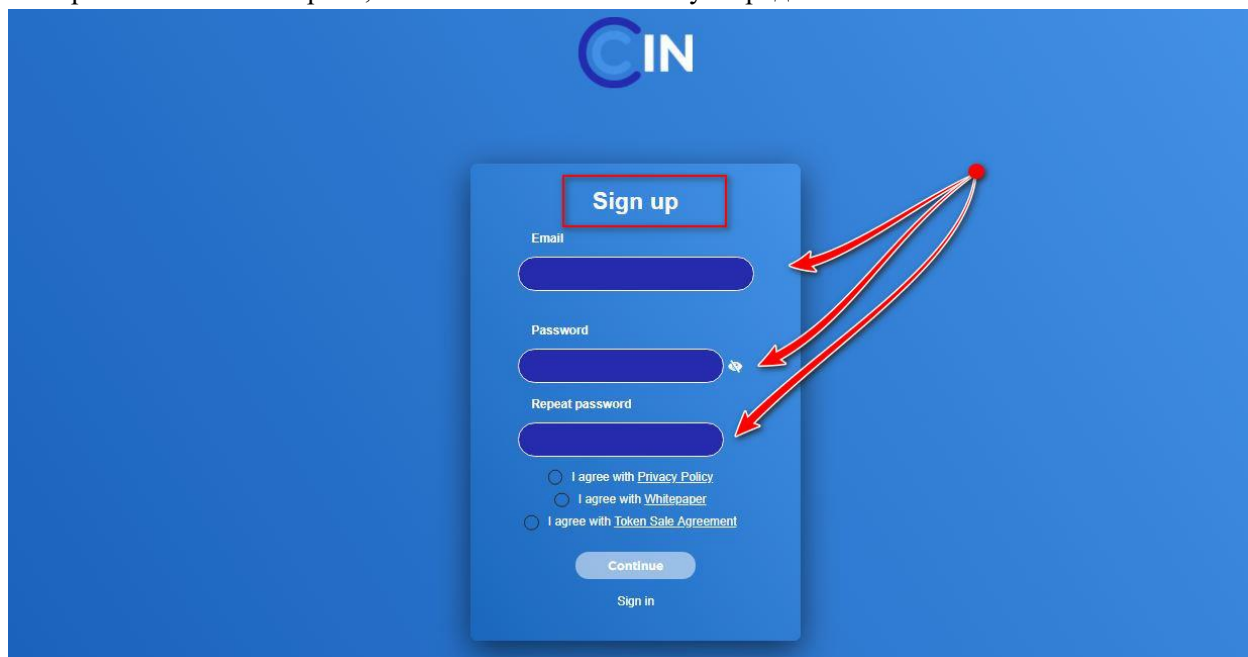 CIN
Sign up
Email
Password
Repeat password
I agree with Privacy Policy
I agree with Whitepaper
I agree with Token Sale Agreement
Continue
Sign in